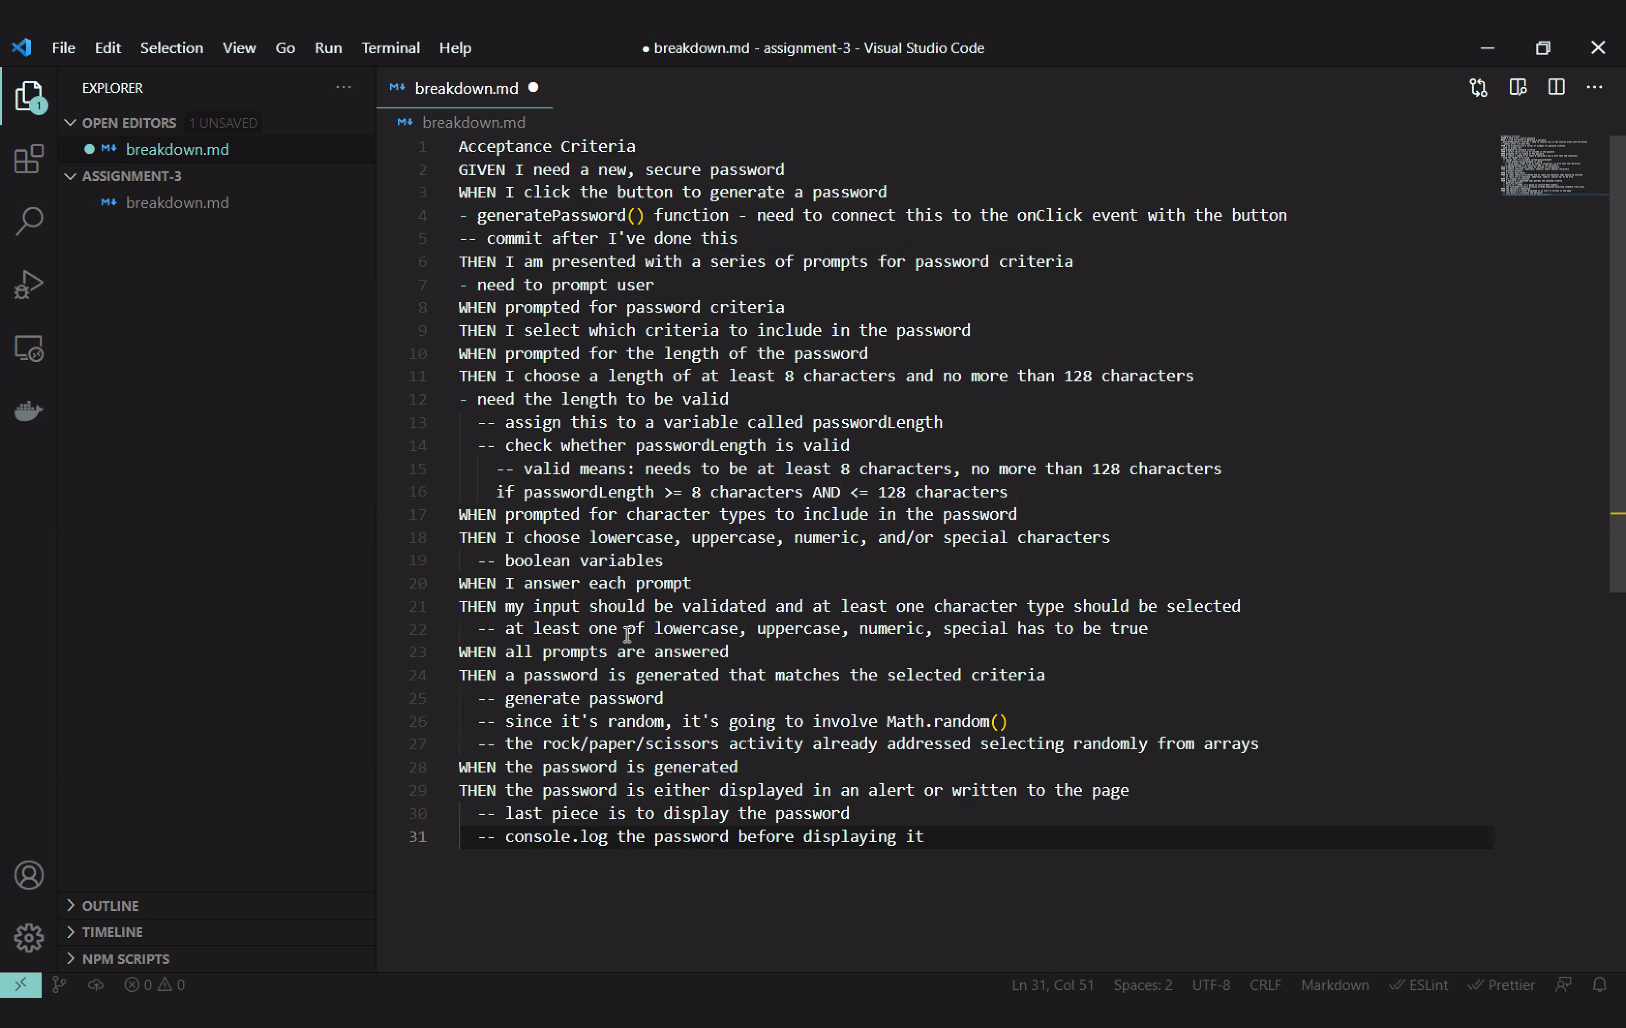 File Edit Selection View Go Run Terminal Help
● breakdown.md - assignment-3 - Visual Studio Code
EXPLORER
1
OPEN EDITORS 1 UNSAVED
breakdown.md
ASSIGNMENT-3
breakdown.md
OUTLINE
TIMELINE
NPM SCRIPTS
breakdown.md
breakdown.md
1 Acceptance Criteria
2 GIVEN I need a new, secure password
3 WHEN I click the button to generate a password
4 - generatePassword() function - need to connect this to the onClick event with the button
5 -- commit after I've done this
6 THEN I am presented with a series of prompts for password criteria
7 - need to prompt user
8 WHEN prompted for password criteria
9 THEN I select which criteria to include in the password
10 WHEN prompted for the length of the password
11 THEN I choose a length of at least 8 characters and no more than 128 characters
12 - need the length to be valid
13 -- assign this to a variable called passwordLength
14 -- check whether passwordLength is valid
15 -- valid means: needs to be at least 8 characters, no more than 128 characters
16 if passwordLength >= 8 characters AND <= 128 characters
17 WHEN prompted for character types to include in the password
18 THEN I choose lowercase, uppercase, numeric, and/or special characters
19 -- boolean variables
20 WHEN I answer each prompt
21 THEN my input should be validated and at least one character type should be selected
22 -- at least one of lowercase, uppercase, numeric, special has to be true
23 WHEN all prompts are answered
24 THEN a password is generated that matches the selected criteria
25 -- generate password
26 -- since it's random, it's going to involve Math.random()
27 -- the rock/paper/scissors activity already addressed selecting randomly from arrays
28 WHEN the password is generated
29 THEN the password is either displayed in an alert or written to the page
30 -- last piece is to display the password
31 -- console.log the password before displaying it
0 0 Ln 31, Col 51 Spaces: 2 UTF-8 CRLF Markdown ESLint Prettier